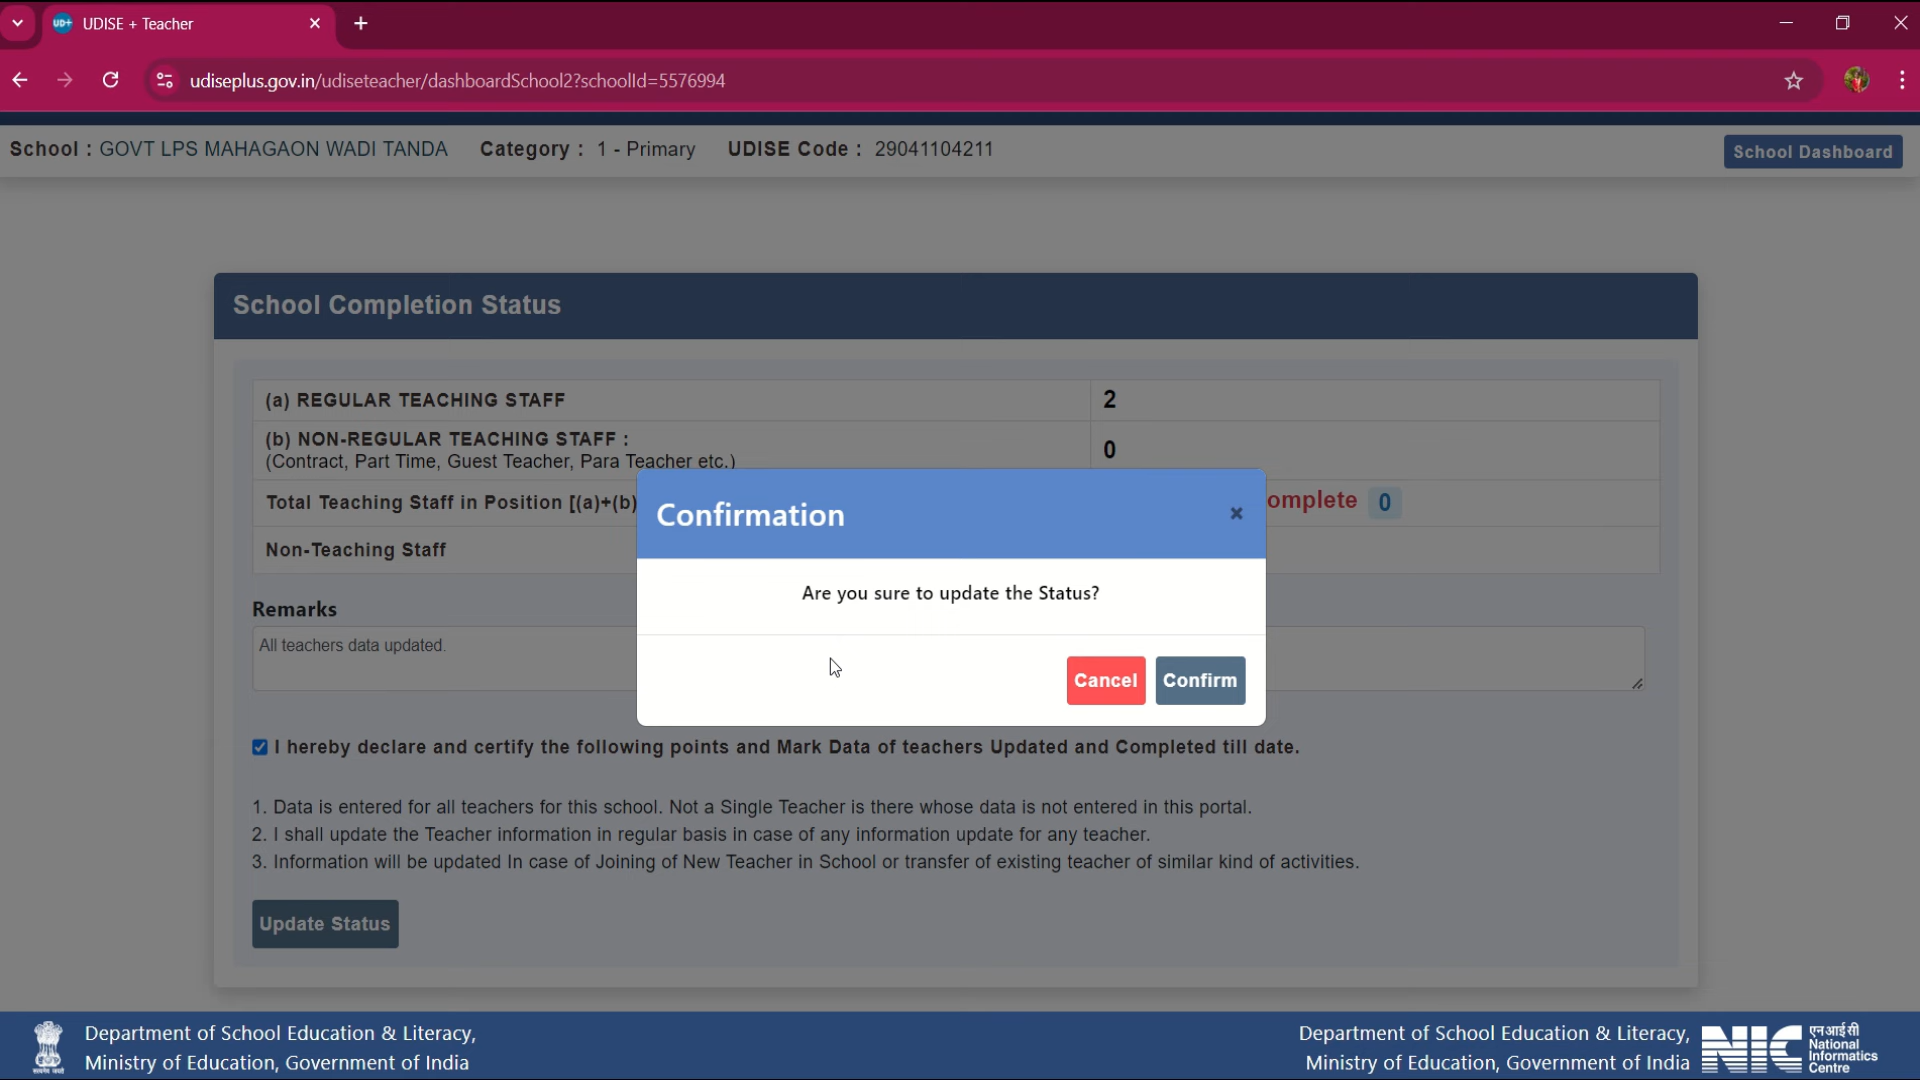 UDISE + Teacher
udiseplus.gov.in/udiseteacher/dashboardSchool2?schoolId=5576994
School : GOVT LPS MAHAGAON WADI TANDA Category : 1 - Primary UDISE Code : 29041104211
School Dashboard
School Completion Status
(a) REGULAR TEACHING STAFF 2
(b) NON-REGULAR TEACHING STAFF :
(Contract, Part Time, Guest Teacher, Para Teacher etc.) 0
Total Teaching Staff in Position [(a)+(b) omplete 0
Non-Teaching Staff
Confirmation
Are you sure to update the Status?
Cancel Confirm
Remarks
All teachers data updated.
I hereby declare and certify the following points and Mark Data of teachers Updated and Completed till date.
1. Data is entered for all teachers for this school. Not a Single Teacher is there whose data is not entered in this portal.
2. I shall update the Teacher information in regular basis in case of any information update for any teacher.
3. Information will be updated In case of Joining of New Teacher in School or transfer of existing teacher of similar kind of activities.
Update Status
Department of School Education & Literacy,
Ministry of Education, Government of India
Department of School Education & Literacy,
Ministry of Education, Government of India
NIC
एन आई सी
National
Informatics
Centre